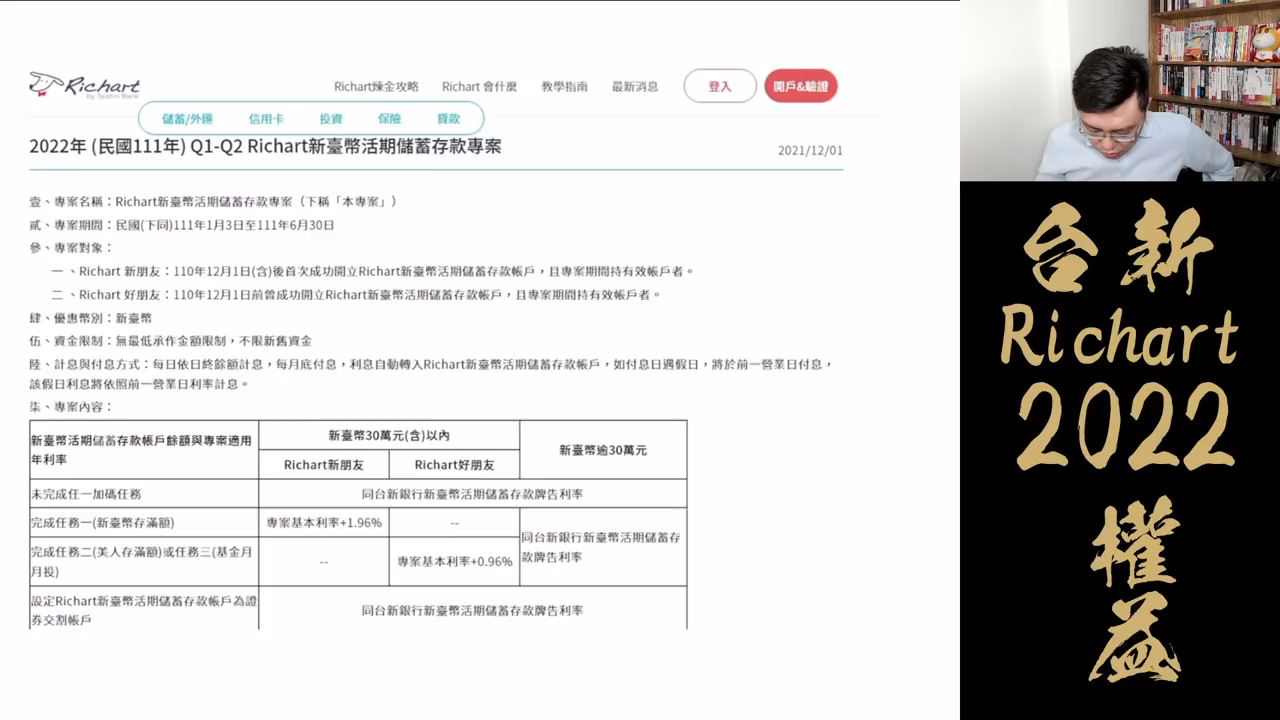 Richart
by Taishin Bank
Richart煉金攻略 Richart 會什麼 教學指南 最新消息 登入 開戶&驗證
儲蓄/外匯 信用卡 投資 保險 貸款
2022年 (民國111年) Q1-Q2 Richart新臺幣活期儲蓄存款專案
2021/12/01
壹、專案名稱：Richart新臺幣活期儲蓄存款專案（下稱「本專案」）
貳、專案期間：民國(下同)111年1月3日至111年6月30日
參、專案對象：
一 、Richart 新朋友：110年12月1日(含)後首次成功開立Richart新臺幣活期儲蓄存款帳戶，且專案期間持有效帳戶者。
二 、Richart 好朋友：110年12月1日前曾成功開立Richart新臺幣活期儲蓄存款帳戶，且專案期間持有效帳戶者。
肆、優惠幣別：新臺幣
伍、資金限制：無最低承作金額限制，不限新舊資金
陸、計息與付息方式：每日依日終餘額計息，每月底付息，利息自動轉入Richart新臺幣活期儲蓄存款帳戶，如付息日遇假日，將於前一營業日付息，
該假日利息將依照前一營業日利率計息。
柒、專案內容：
新臺幣活期儲蓄存款帳戶餘額與專案適用
年利率
新臺幣30萬元(含)以內
新臺幣逾30萬元
Richart新朋友 Richart好朋友
未完成任一加碼任務 同台新銀行新臺幣活期儲蓄存款牌告利率
完成任務一(新臺幣存滿額) 專案基本利率+1.96% --
同台新銀行新臺幣活期儲蓄存
款牌告利率
完成任務二(美人存滿額)或任務三(基金月
月投)
-- 專案基本利率+0.96%
設定Richart新臺幣活期儲蓄存款帳戶為證
券交割帳戶
同台新銀行新臺幣活期儲蓄存款牌告利率
台新
Richart
2022
權
益